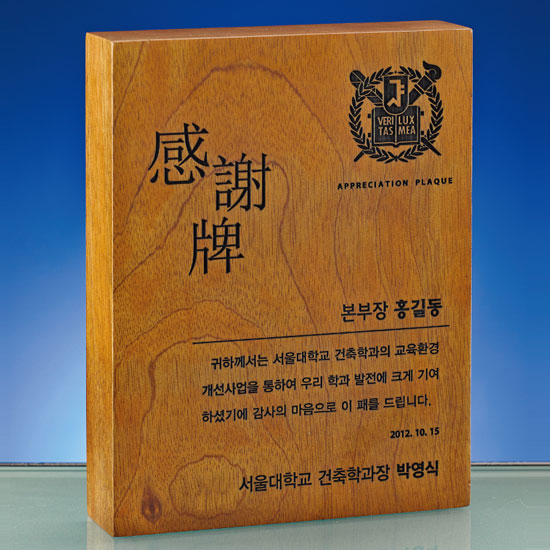 感謝牌
VERI LUX
TAS MEA
APPRECIATION PLAQUE
본부장 홍길동
귀하께서는 서울대학교 건축학과의 교육환경
개선사업을 통하여 우리 학과 발전에 크게 기여
하셨기에 감사의 마음으로 이 패를 드립니다.
2012. 10. 15
서울대학교 건축학과장 박영식